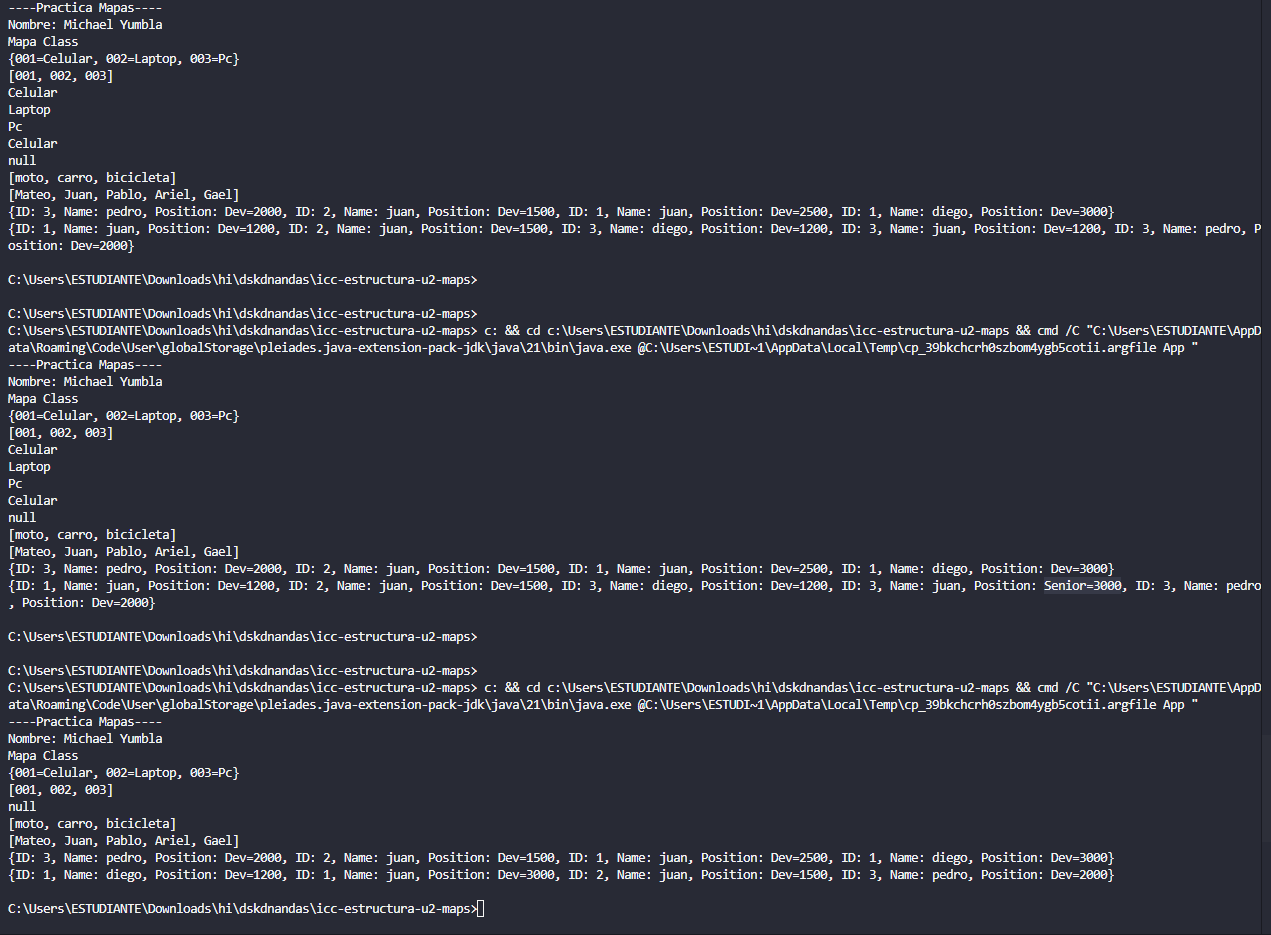 ----Practica Mapas----
Nombre: Michael Yumbla
Mapa Class
{001=Celular, 002=Laptop, 003=Pc}
[001, 002, 003]
Celular
Laptop
Pc
Celular
null
[moto, carro, bicicleta]
[Mateo, Juan, Pablo, Ariel, Gael]
{ID: 3, Name: pedro, Position: Dev=2000, ID: 2, Name: juan, Position: Dev=1500, ID: 1, Name: juan, Position: Dev=2500, ID: 1, Name: diego, Position: Dev=3000}
{ID: 1, Name: juan, Position: Dev=1200, ID: 2, Name: juan, Position: Dev=1500, ID: 3, Name: diego, Position: Dev=1200, ID: 3, Name: juan, Position: Dev=1200, ID: 3, Name: pedro, P
osition: Dev=2000}
C:\Users\ESTUDIANTE\Downloads\hi\dskdnandas\icc-estructura-u2-maps>
C:\Users\ESTUDIANTE\Downloads\hi\dskdnandas\icc-estructura-u2-maps>
C:\Users\ESTUDIANTE\Downloads\hi\dskdnandas\icc-estructura-u2-maps> c: && cd c:\Users\ESTUDIANTE\Downloads\hi\dskdnandas\icc-estructura-u2-maps && cmd /C "C:\Users\ESTUDIANTE\AppD
ata\Roaming\Code\User\globalStorage\pleiades.java-extension-pack-jdk\java\21\bin\java.exe @C:\Users\ESTUDI~1\AppData\Local\Temp\cp_39bkchcrh0szbom4ygb5cotii.argfile App "
----Practica Mapas----
Nombre: Michael Yumbla
Mapa Class
{001=Celular, 002=Laptop, 003=Pc}
[001, 002, 003]
Celular
Laptop
Pc
Celular
null
[moto, carro, bicicleta]
[Mateo, Juan, Pablo, Ariel, Gael]
{ID: 3, Name: pedro, Position: Dev=2000, ID: 2, Name: juan, Position: Dev=1500, ID: 1, Name: juan, Position: Dev=2500, ID: 1, Name: diego, Position: Dev=3000}
{ID: 1, Name: juan, Position: Dev=1200, ID: 2, Name: juan, Position: Dev=1500, ID: 3, Name: diego, Position: Dev=1200, ID: 3, Name: juan, Position: Senior=3000, ID: 3, Name: pedro
, Position: Dev=2000}
C:\Users\ESTUDIANTE\Downloads\hi\dskdnandas\icc-estructura-u2-maps>
C:\Users\ESTUDIANTE\Downloads\hi\dskdnandas\icc-estructura-u2-maps>
C:\Users\ESTUDIANTE\Downloads\hi\dskdnandas\icc-estructura-u2-maps> c: && cd c:\Users\ESTUDIANTE\Downloads\hi\dskdnandas\icc-estructura-u2-maps && cmd /C "C:\Users\ESTUDIANTE\AppD
ata\Roaming\Code\User\globalStorage\pleiades.java-extension-pack-jdk\java\21\bin\java.exe @C:\Users\ESTUDI~1\AppData\Local\Temp\cp_39bkchcrh0szbom4ygb5cotii.argfile App "
----Practica Mapas----
Nombre: Michael Yumbla
Mapa Class
{001=Celular, 002=Laptop, 003=Pc}
[001, 002, 003]
null
[moto, carro, bicicleta]
[Mateo, Juan, Pablo, Ariel, Gael]
{ID: 3, Name: pedro, Position: Dev=2000, ID: 2, Name: juan, Position: Dev=1500, ID: 1, Name: juan, Position: Dev=2500, ID: 1, Name: diego, Position: Dev=3000}
{ID: 1, Name: diego, Position: Dev=1200, ID: 1, Name: juan, Position: Dev=3000, ID: 2, Name: juan, Position: Dev=1500, ID: 3, Name: pedro, Position: Dev=2000}
C:\Users\ESTUDIANTE\Downloads\hi\dskdnandas\icc-estructura-u2-maps>